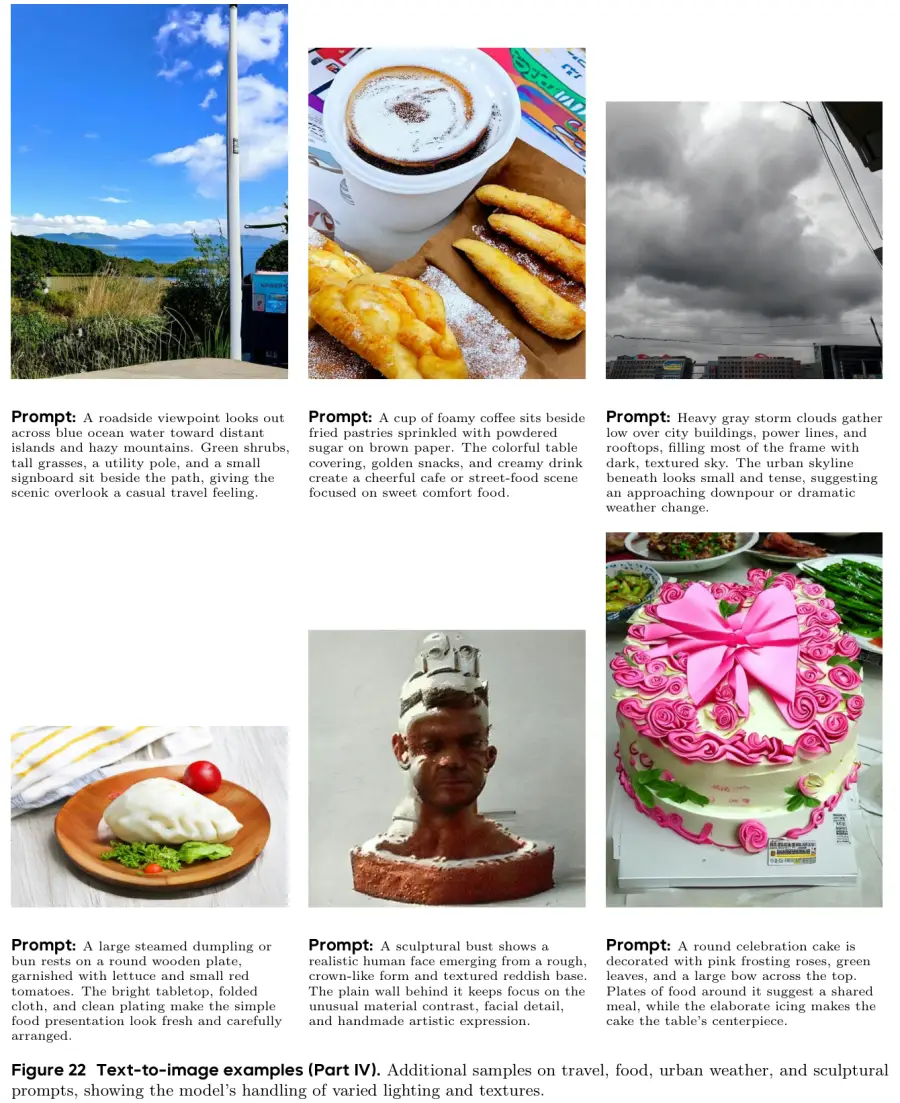 Prompt: A roadside viewpoint looks out
across blue ocean water toward distant
islands and hazy mountains. Green shrubs,
tall grasses, a utility pole, and a small
signboard sit beside the path, giving the
scenic overlook a casual travel feeling.
Prompt: A cup of foamy coffee sits beside
fried pastries sprinkled with powdered
sugar on brown paper. The colorful table
covering, golden snacks, and creamy drink
create a cheerful cafe or street-food scene
focused on sweet comfort food.
Prompt: Heavy gray storm clouds gather
low over city buildings, power lines, and
rooftops, filling most of the frame with
dark, textured sky. The urban skyline
beneath looks small and tense, suggesting
an approaching downpour or dramatic
weather change.
Prompt: A large steamed dumpling or
bun rests on a round wooden plate,
garnished with lettuce and small red
tomatoes. The bright tabletop, folded
cloth, and clean plating make the simple
food presentation look fresh and carefully
arranged.
Prompt: A sculptural bust shows a
realistic human face emerging from a rough,
crown-like form and textured reddish base.
The plain wall behind it keeps focus on the
unusual material contrast, facial detail,
and handmade artistic expression.
Prompt: A round celebration cake is
decorated with pink frosting roses, green
leaves, and a large bow across the top.
Plates of food around it suggest a shared
meal, while the elaborate icing makes the
cake the table's centerpiece.
Figure 22 Text-to-image examples (Part IV). Additional samples on travel, food, urban weather, and sculptural
prompts, showing the model's handling of varied lighting and textures.